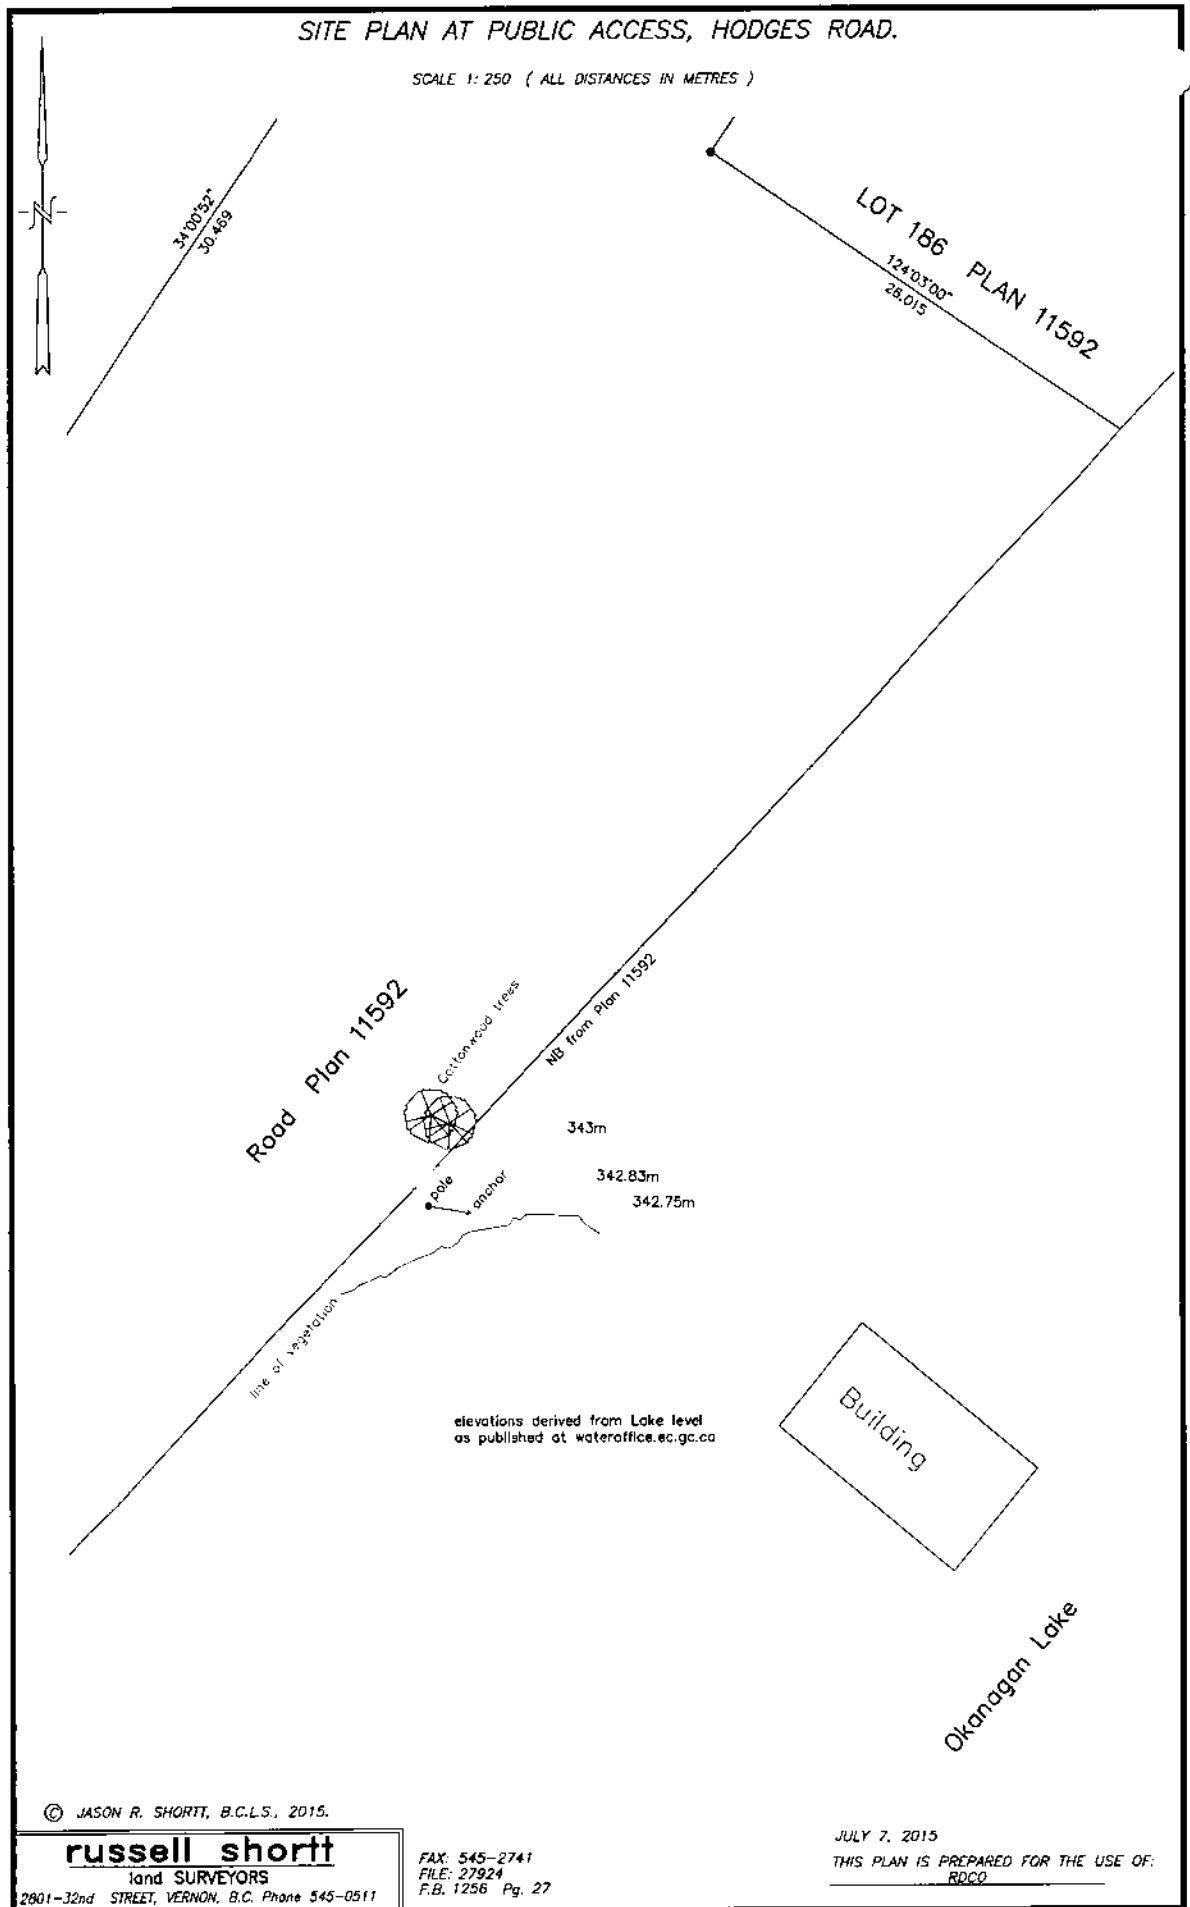 SITE PLAN AT PUBLIC ACCESS, HODGES ROAD.
SCALE 1: 250 ( ALL DISTANCES IN METRES )
N
34°00'52"
30.469
LOT 186 PLAN 11592
124°03'00"
28.015
Road Plan 11592
Cottonwood trees
NB from Plan 11592
343m
342.83m
342.75m
pole
anchor
line of vegetation
elevations derived from Lake level
as published at wateroffice.ec.gc.ca
Building
Okanagan Lake
© JASON R. SHORTT, B.C.L.S., 2015.
russell shortt
land SURVEYORS
2801-32nd STREET, VERNON, B.C. Phone 545-0511
FAX: 545-2741
FILE: 27924
F.B. 1256 Pg. 27
JULY 7, 2015
THIS PLAN IS PREPARED FOR THE USE OF:
RDCO